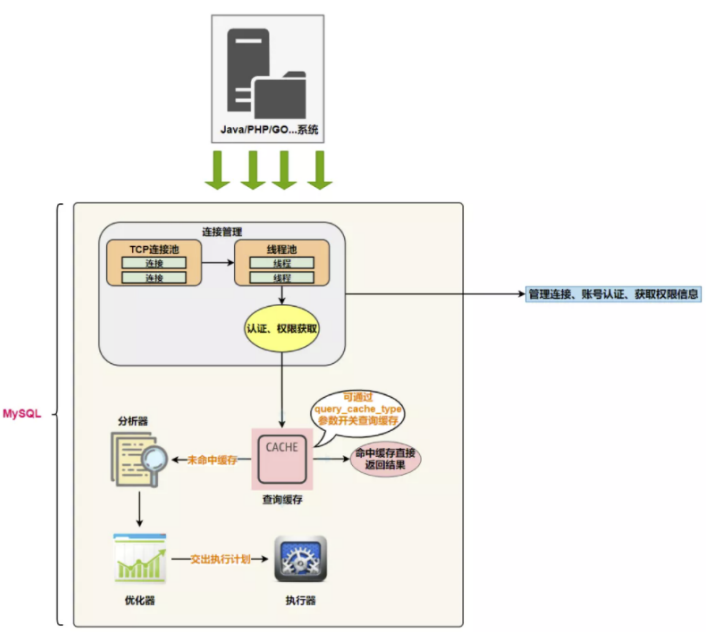 Java/PHP/GO...系统
连接管理
TCP连接池
连接
连接
线程池
线程
线程
认证、权限获取
管理连接、账号认证、获取权限信息
MySQL
可通过
query_cache_type
参数开关查询缓存
分析器
CACHE
未命中缓存
命中缓存直接
返回结果
查询缓存
交出执行计划
优化器
执行器